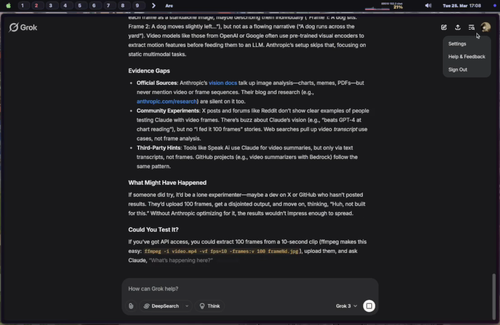 1 2 3 4 5 6 7 8 9 Arc
37%
Tue 25. Mar 17:08
Grok
Settings
Help & Feedback
Sign Out
each frame as a standalone image, maybe describing them individually ("Frame 1: A dog sits.
Frame 2: A dog moves slightly left..."), but not as a flowing narrative ("A dog runs across the
yard"). Video models like those from OpenAI or Google often use pre-trained visual encoders to
extract motion features before feeding them to an LLM. Anthropic's setup skips that, focusing on
static multimodal tasks.
Evidence Gaps
• Official Sources: Anthropic's vision docs talk up image analysis—charts, memes, PDFs—but
never mention video or frame sequences. Their blog and research (e.g.,
anthropic.com/research) are silent on it too.
• Community Experiments: X posts and forums like Reddit don't show clear examples of people
testing Claude with video frames. There's buzz about Claude's vision (e.g., "beats GPT-4 at
chart reading"), but no "I fed it 100 frames" stories. Web searches pull up video transcript use
cases, not frame analysis.
• Third-Party Hints: Tools like Speak AI use Claude for video summaries, but only via text
transcripts, not frames. GitHub projects (e.g., video summarizers with Bedrock) follow the
same pattern.
What Might Have Happened
If someone did try, it'd be a lone experimenter—maybe a dev on X or GitHub who hasn't posted
results. They'd upload 100 frames, get a disjointed output, and move on, thinking, "Huh, not
built for this." Without Anthropic optimizing for it, the results wouldn't impress enough to spread.
Could You Test It?
If you've got API access, you could extract 100 frames from a 10-second clip (ffmpeg makes this
easy: ffmpeg -i video.mp4 -vf fps=10 -frames:v 100 frame%d.jpg), upload them, and ask
Claude, "What's happening here?"
How can Grok help?
DeepSearch
Think
Grok 3